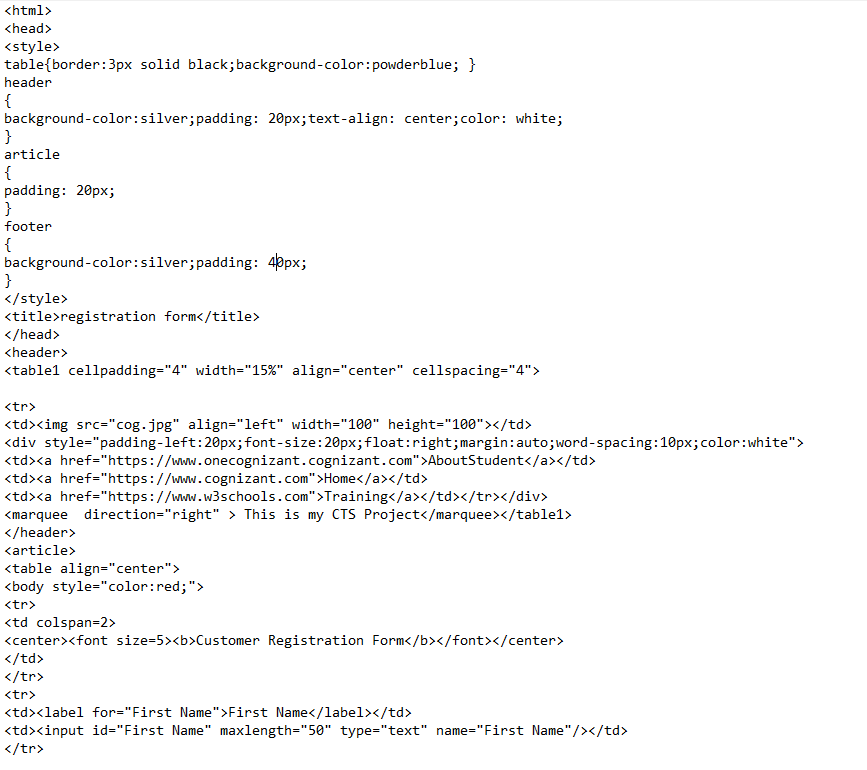 <html>
<head>
<style>
table{border:3px solid black;background-color:powderblue; }
header
{
background-color:silver;padding: 20px;text-align: center;color: white;
}
article
{
padding: 20px;
}
footer
{
background-color:silver;padding: 40px;
}
</style>
<title>registration form</title>
</head>
<header>
<table1 cellpadding="4" width="15%" align="center" cellspacing="4">

<tr>
<td><img src="cog.jpg" align="left" width="100" height="100"></td>
<div style="padding-left:20px;font-size:20px;float:right;margin:auto;word-spacing:10px;color:white">
<td><a href="https://www.onecognizant.cognizant.com">AboutStudent</a></td>
<td><a href="https://www.cognizant.com">Home</a></td>
<td><a href="https://www.w3schools.com">Training</a></td></tr></div>
<marquee  direction="right" > This is my CTS Project</marquee></table1>
</header>
<article>
<table align="center">
<body style="color:red;">
<tr>
<td colspan=2>
<center><font size=5><b>Customer Registration Form</b></font></center>
</td>
</tr>
<tr>
<td><label for="First Name">First Name</label></td>
<td><input id="First Name" maxlength="50" type="text" name="First Name"/></td>
</tr>